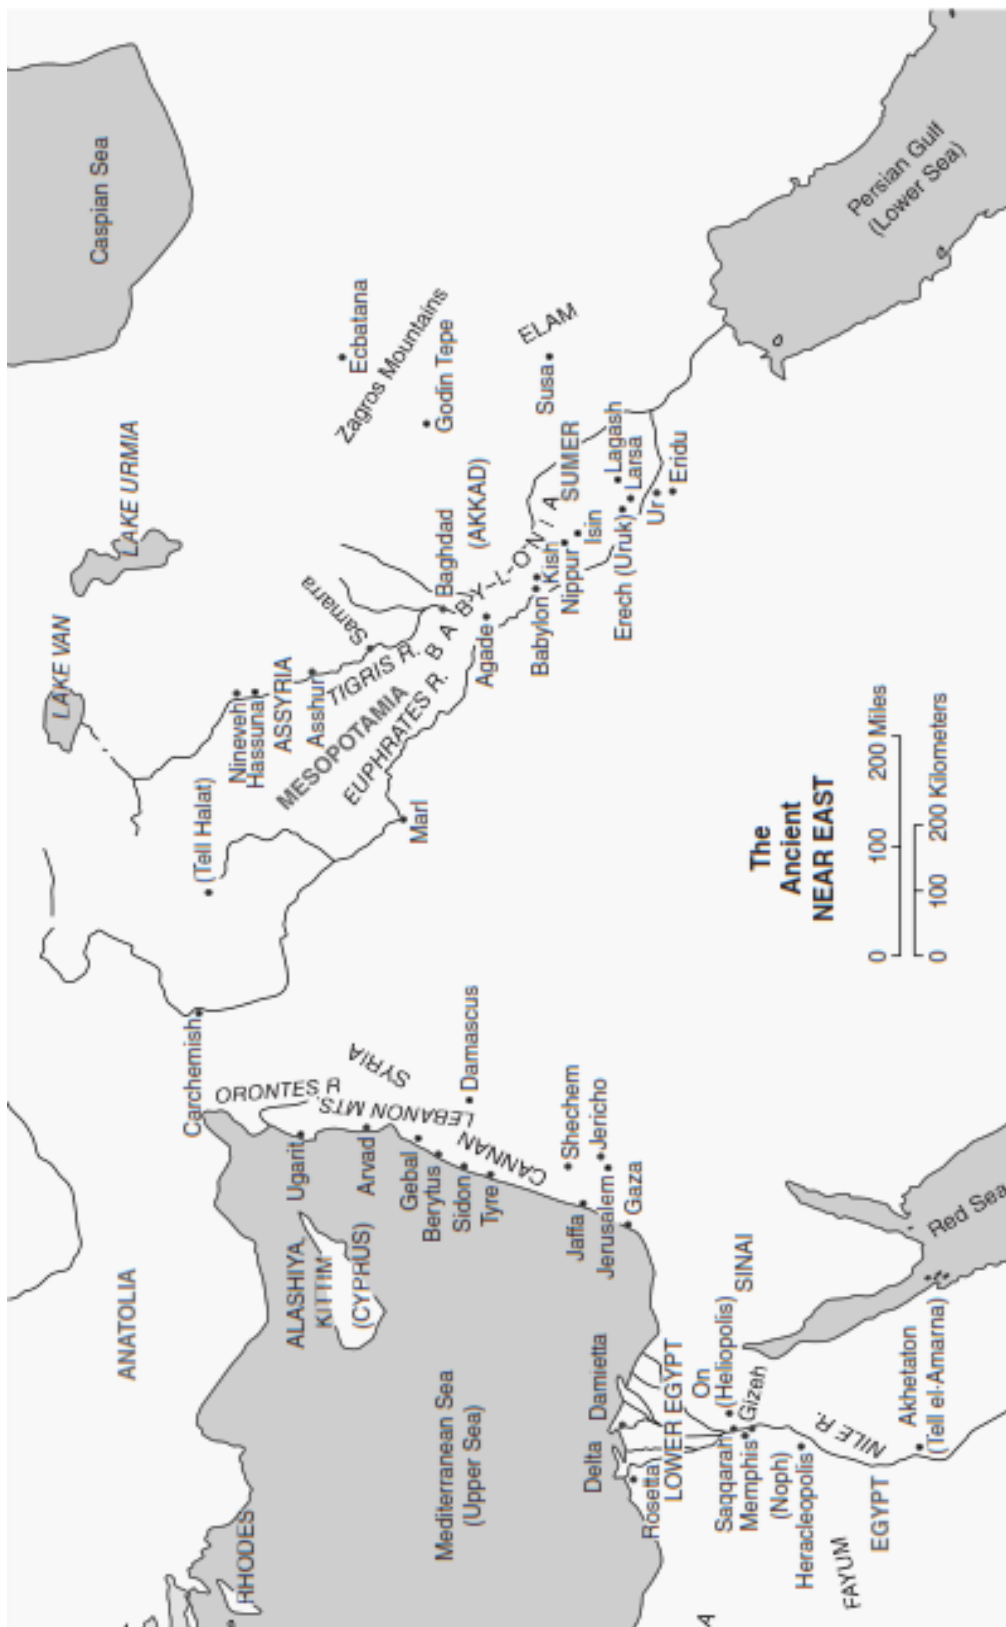 Caspian Sea
LAKE VAN
LAKE URMIA
ANATOLIA
RHODES
Carchemish
(Tell Halat)
Nineveh
Hassuna
ASSYRIA
Asshur
Samarra
TIGRIS R.
MESOPOTAMIA
EUPHRATES R.
Marl
Ecbatana
Zagros Mountains
Godin Tepe
Baghdad
(AKKAD)
BABY-LONIA
Agade
Babylon
Kish
Nippur
Isin
SUMER
Susa
ELAM
Lagash
Larsa
Erech (Uruk)
Ur
Eridu
Persian Gulf
(Lower Sea)
ORONTES R
SYRIA
LEBANON MTS.
CANNAN
Ugarit
Arvad
Gebal
Berytus
Sidon
Tyre
Damascus
ALASHIYA
KITTIM
(CYPRUS)
Mediterranean Sea
(Upper Sea)
Shechem
Jericho
Jaffa
Jerusalem
Gaza
SINAI
Red Sea
Damietta
Delta
Rosetta
LOWER EGYPT
On
(Heliopolis)
Gizeh
Saqqarah
Memphis
(Noph)
Heracleopolis
NILE R.
FAYUM
EGYPT
Akhetaton
(Tell el-Amarna)
A
The
Ancient
NEAR EAST
0 100 200 Miles
0 100 200 Kilometers